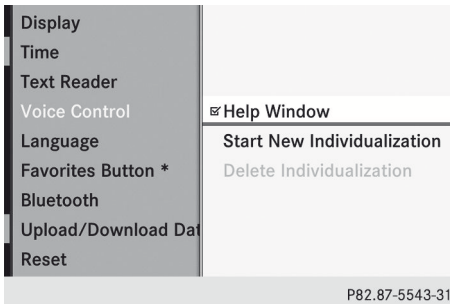 Display
Time
Text Reader
Voice Control
Language
Favorites Button *
Bluetooth
Upload/Download Dat
Reset
Help Window
Start New Individualization
Delete Individualization
P82.87-5543-31